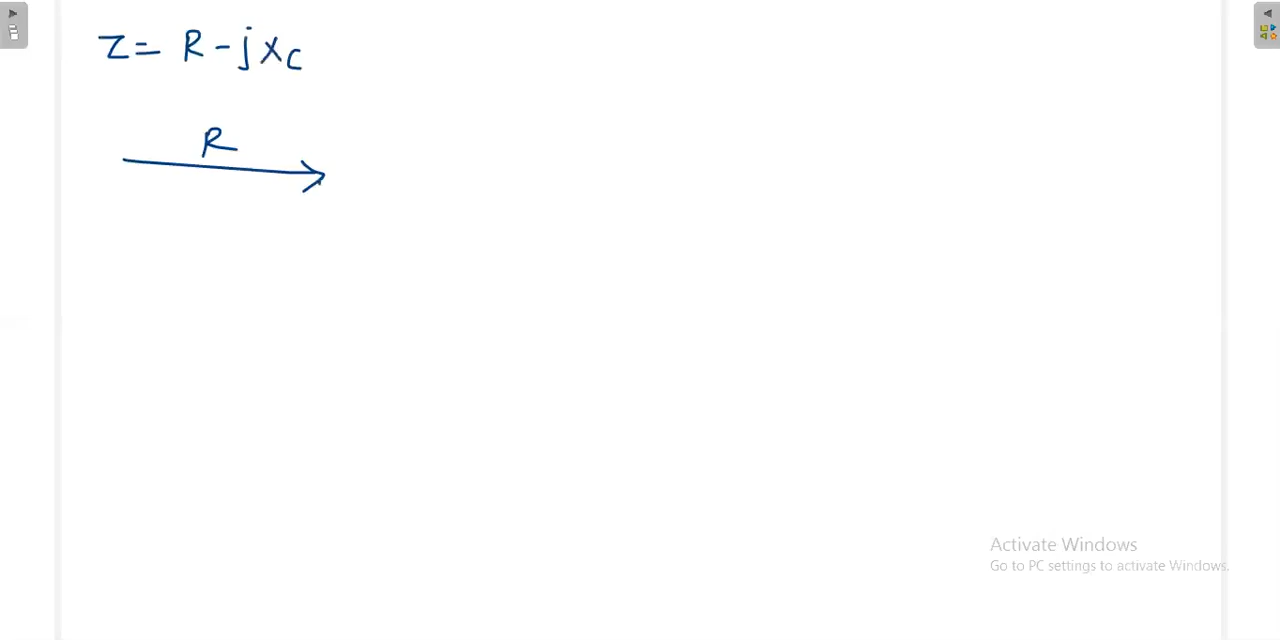 Z = R - jXc
R
Activate Windows
Go to PC settings to activate Windows.